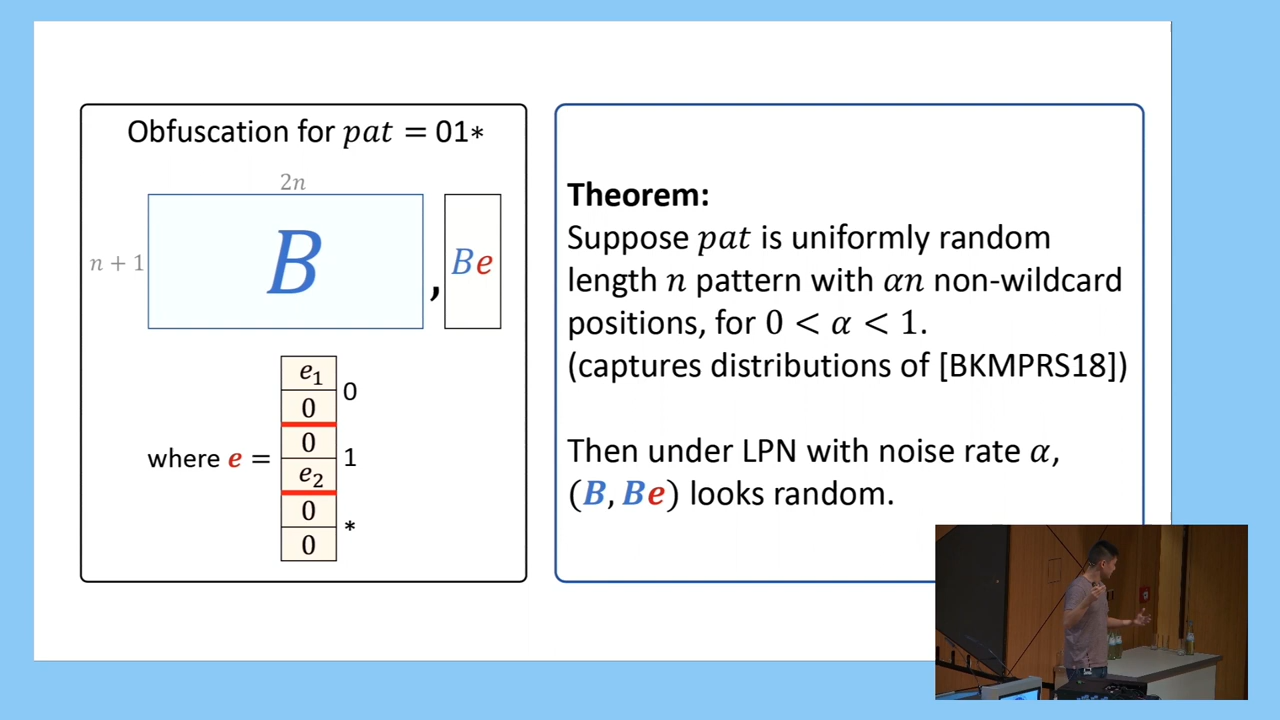 Obfuscation for pat = 01*
2n
n + 1
B
,
Be
where e =
e₁
0
0
0
e₂
1
0
0
*
Theorem:
Suppose pat is uniformly random
length n pattern with αn non-wildcard
positions, for 0 < α < 1.
(captures distributions of [BKMPRS18])
Then under LPN with noise rate α,
(B, Be) looks random.